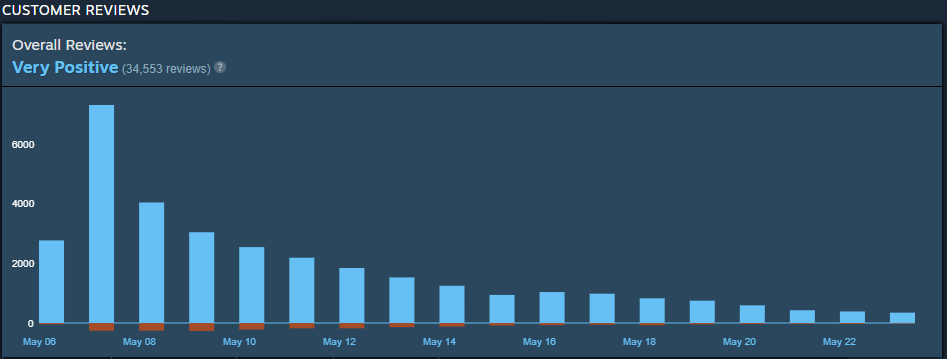 CUSTOMER REVIEWS
Overall Reviews:
Very Positive (34,553 reviews) ?
6000
4000
2000
0
May 06 May 08 May 10 May 12 May 14 May 16 May 18 May 20 May 22